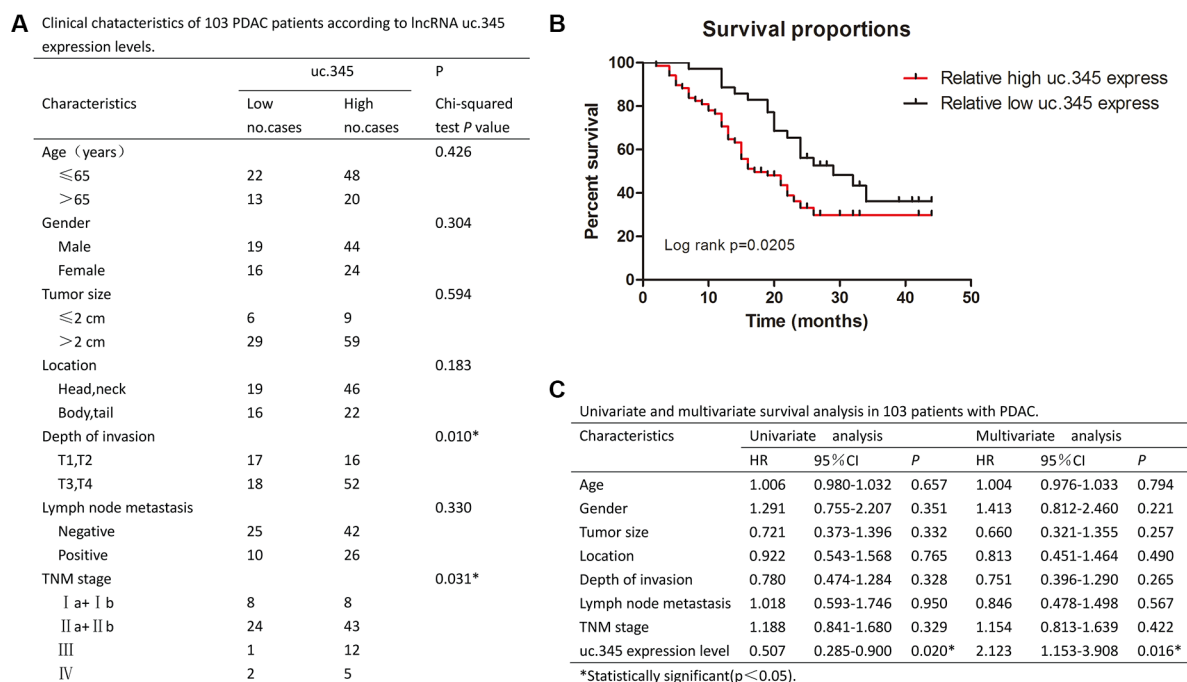 A
Clinical chatacteristics of 103 PDAC patients according to lncRNA uc.345
expression levels.
uc.345 P
Characteristics Low High Chi-squared
no.cases no.cases test P value
Age（years） 0.426
≦65 22 48
＞65 13 20
Gender 0.304
Male 19 44
Female 16 24
Tumor size 0.594
≦2 cm 6 9
＞2 cm 29 59
Location 0.183
Head,neck 19 46
Body,tail 16 22
Depth of invasion 0.010*
T1,T2 17 16
T3,T4 18 52
Lymph node metastasis 0.330
Negative 25 42
Positive 10 26
TNM stage 0.031*
Ⅰa+Ⅰb 8 8
Ⅱa+Ⅱb 24 43
Ⅲ 1 12
Ⅳ 2 5
B
Survival proportions
Relative high uc.345 express
Relative low uc.345 express
Percent survival
100
80
60
40
20
0
Log rank p=0.0205
0 10 20 30 40 50
Time (months)
C
Univariate and multivariate survival analysis in 103 patients with PDAC.
Characteristics Univariate analysis Multivariate analysis
HR 95%CI P HR 95%CI P
Age 1.006 0.980-1.032 0.657 1.004 0.976-1.033 0.794
Gender 1.291 0.755-2.207 0.351 1.413 0.812-2.460 0.221
Tumor size 0.721 0.373-1.396 0.332 0.660 0.321-1.355 0.257
Location 0.922 0.543-1.568 0.765 0.813 0.451-1.464 0.490
Depth of invasion 0.780 0.474-1.284 0.328 0.751 0.396-1.290 0.265
Lymph node metastasis 1.018 0.593-1.746 0.950 0.846 0.478-1.498 0.567
TNM stage 1.188 0.841-1.680 0.329 1.154 0.813-1.639 0.422
uc.345 expression level 0.507 0.285-0.900 0.020* 2.123 1.153-3.908 0.016*
*Statistically significant(p＜0.05).